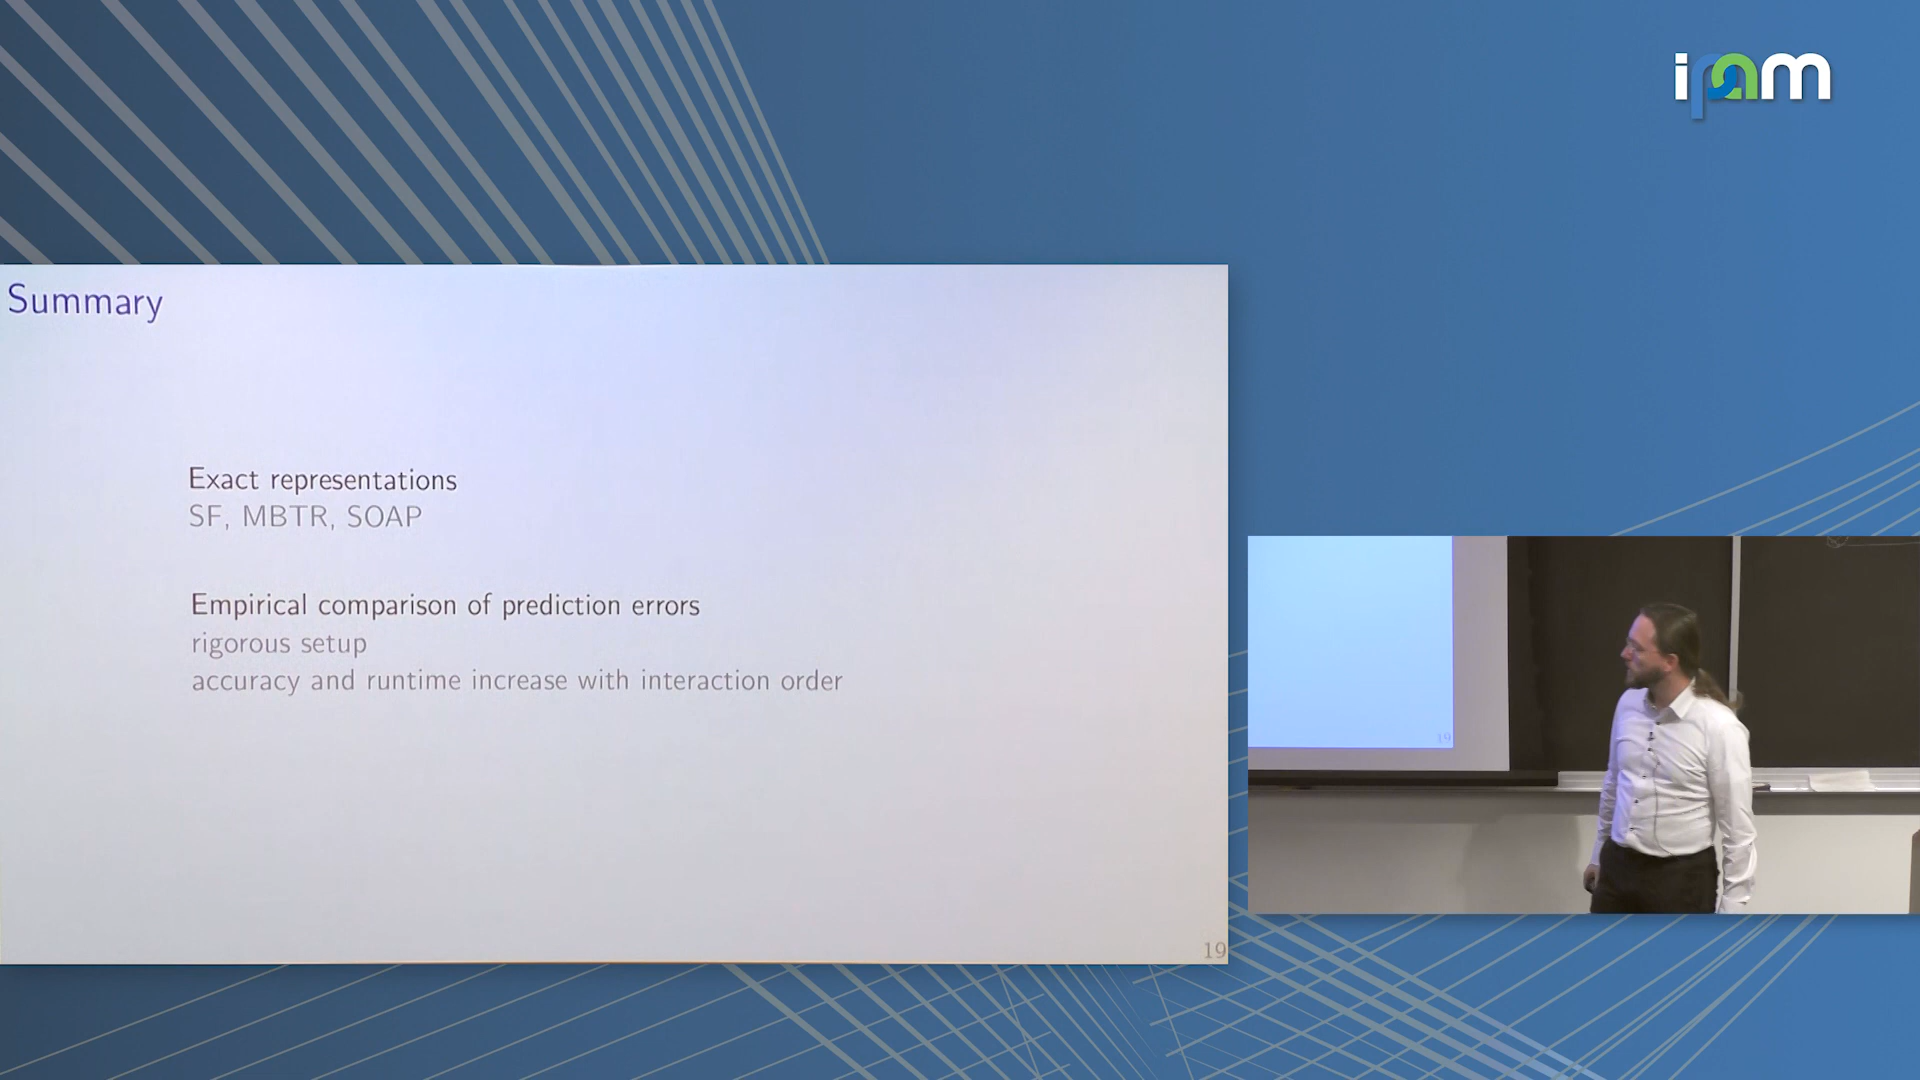 ipam
Summary
Exact representations
SF, MBTR, SOAP
Empirical comparison of prediction errors
rigorous setup
accuracy and runtime increase with interaction order
19
19